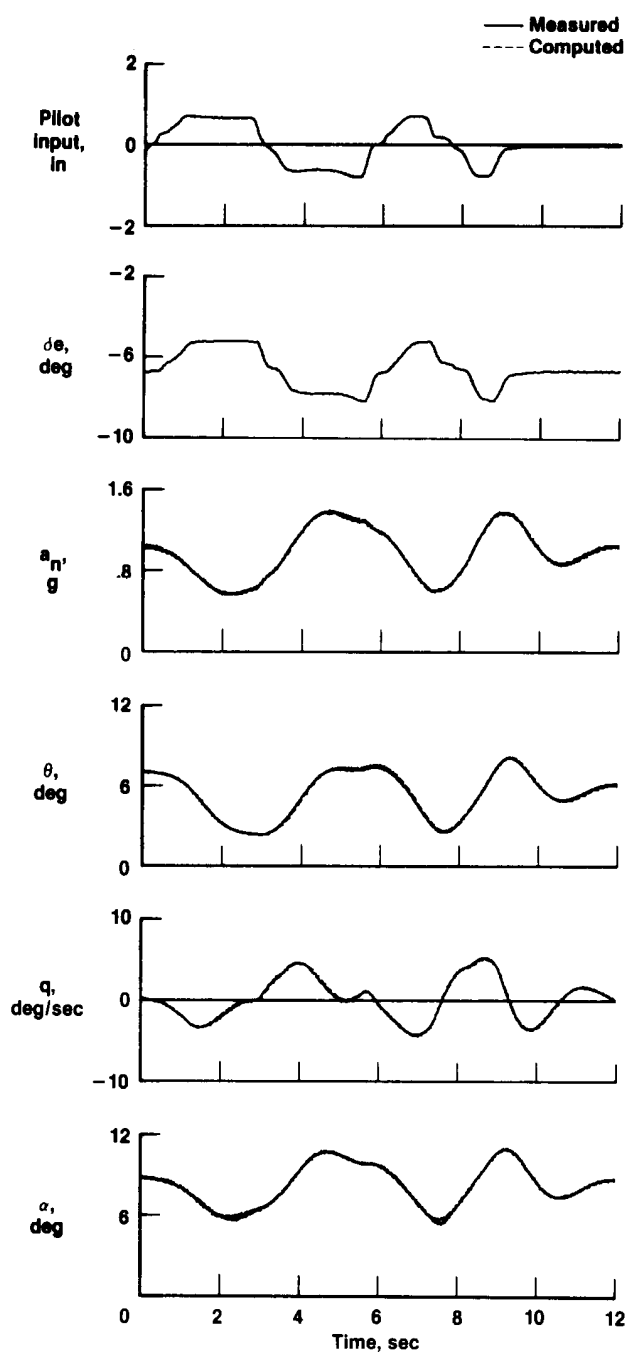 Measured
Computed
2
Pilot
input,
in
0
−2
−2
δe,
deg
−6
−10
1.6
an,
g
.8
0
12
θ,
deg
6
0
10
q,
deg/sec
0
−10
12
α,
deg
6
0 2 4 6 8 10 12
Time, sec